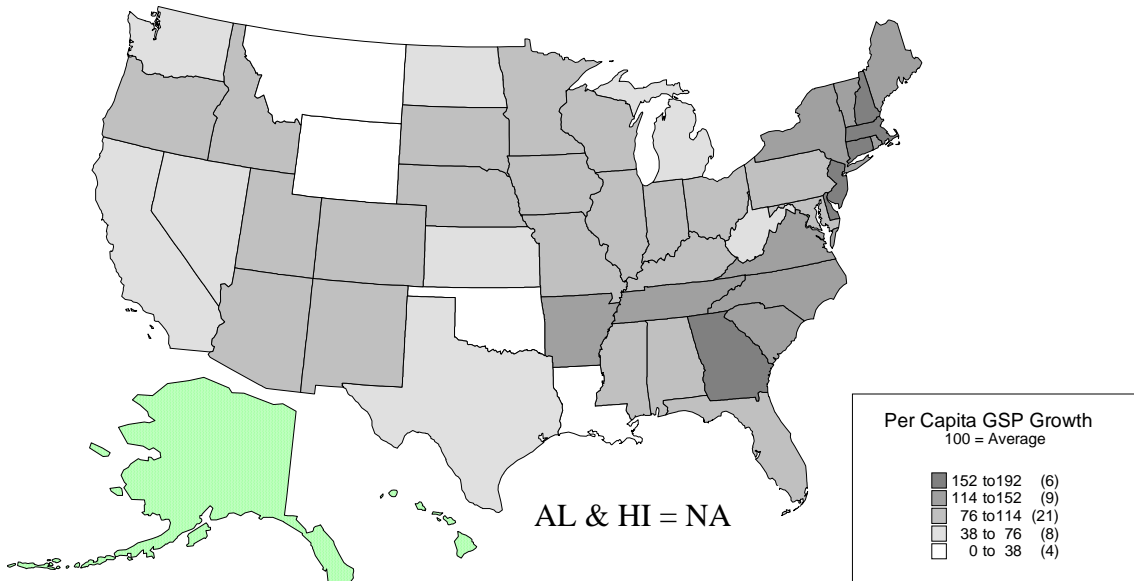 AL & HI = NA
Per Capita GSP Growth
100 = Average
152 to192 (6)
114 to152 (9)
76 to114 (21)
38 to 76 (8)
0 to 38 (4)